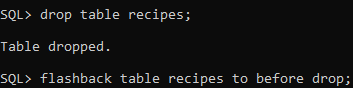 SQL> drop table recipes;
Table dropped.
SQL> flashback table recipes to before drop;